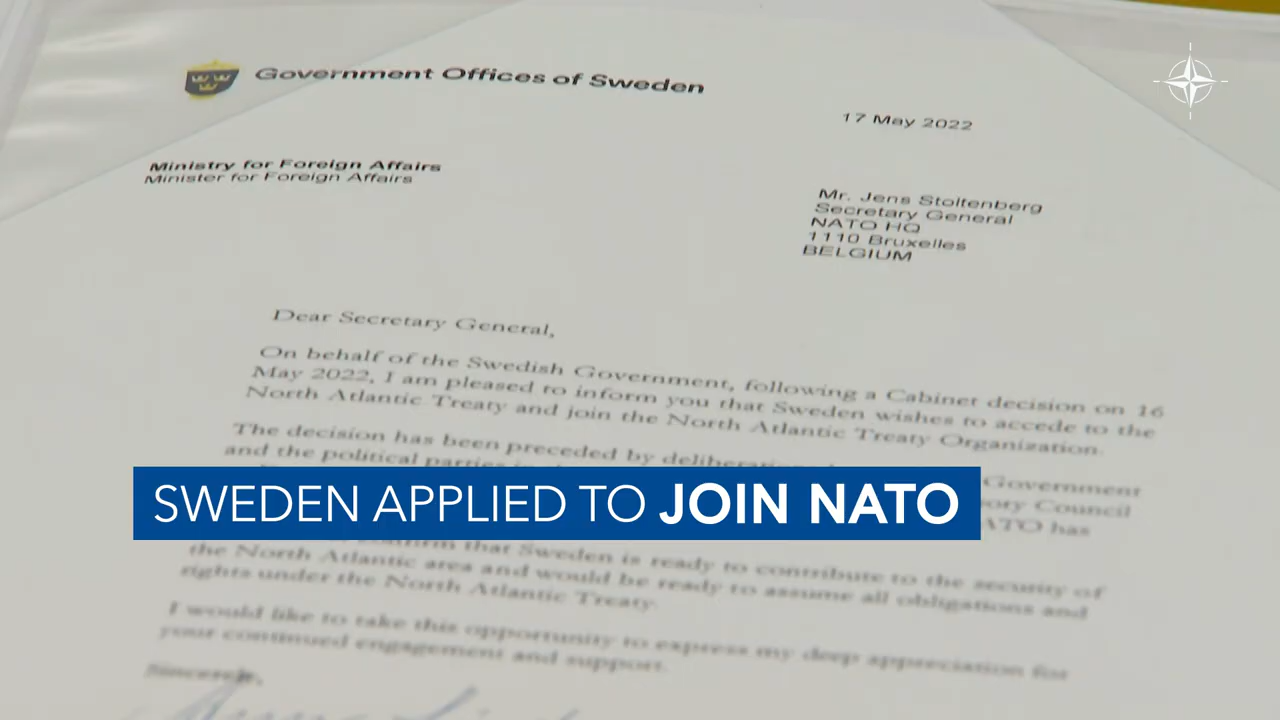 Government Offices of Sweden
17 May 2022
Ministry for Foreign Affairs
Minister for Foreign Affairs
Mr. Jens Stoltenberg
Secretary General
NATO HQ
1110 Bruxelles
BELGIUM
Dear Secretary General,
On behalf of the Swedish Government, following a Cabinet decision on 16
May 2022, I am pleased to inform you that Sweden wishes to accede to the
North Atlantic Treaty and join the North Atlantic Treaty Organization.
The decision has been preceded by Government
and the political parties in Council
NATO has
SWEDEN APPLIED TO JOIN NATO
confirm that Sweden is ready to contribute to the security of
the North Atlantic area and would be ready to assume all obligations and
rights under the North Atlantic Treaty.
I would like to take this opportunity to express my deep appreciation for
your continued engagement and support.
Sincerely,